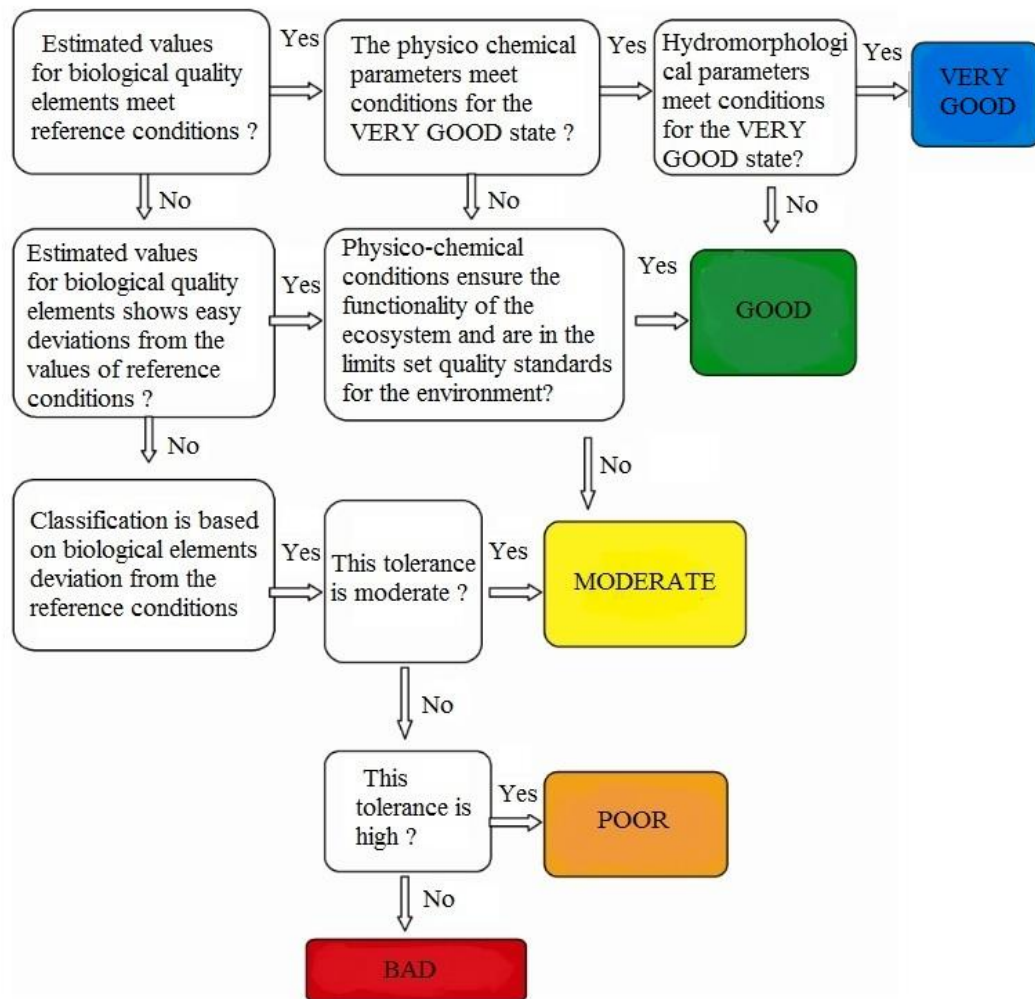 Estimated values
for biological quality
elements meet
reference conditions ?
Yes
The physico chemical
parameters meet
conditions for the
VERY GOOD state ?
Yes
Hydromorphologi
cal parameters
meet conditions
for the VERY
GOOD state?
Yes
VERY
GOOD
No
No
No
Estimated values
for biological quality
elements shows easy
deviations from the
values of reference
conditions ?
Yes
Physico-chemical
conditions ensure the
functionality of the
ecosystem and are in the
limits set quality standards
for the environment?
Yes
GOOD
No
No
Classification is based
on biological elements
deviation from the
reference conditions
Yes
This tolerance
is moderate ?
Yes
MODERATE
No
This
tolerance is
high ?
Yes
POOR
No
BAD